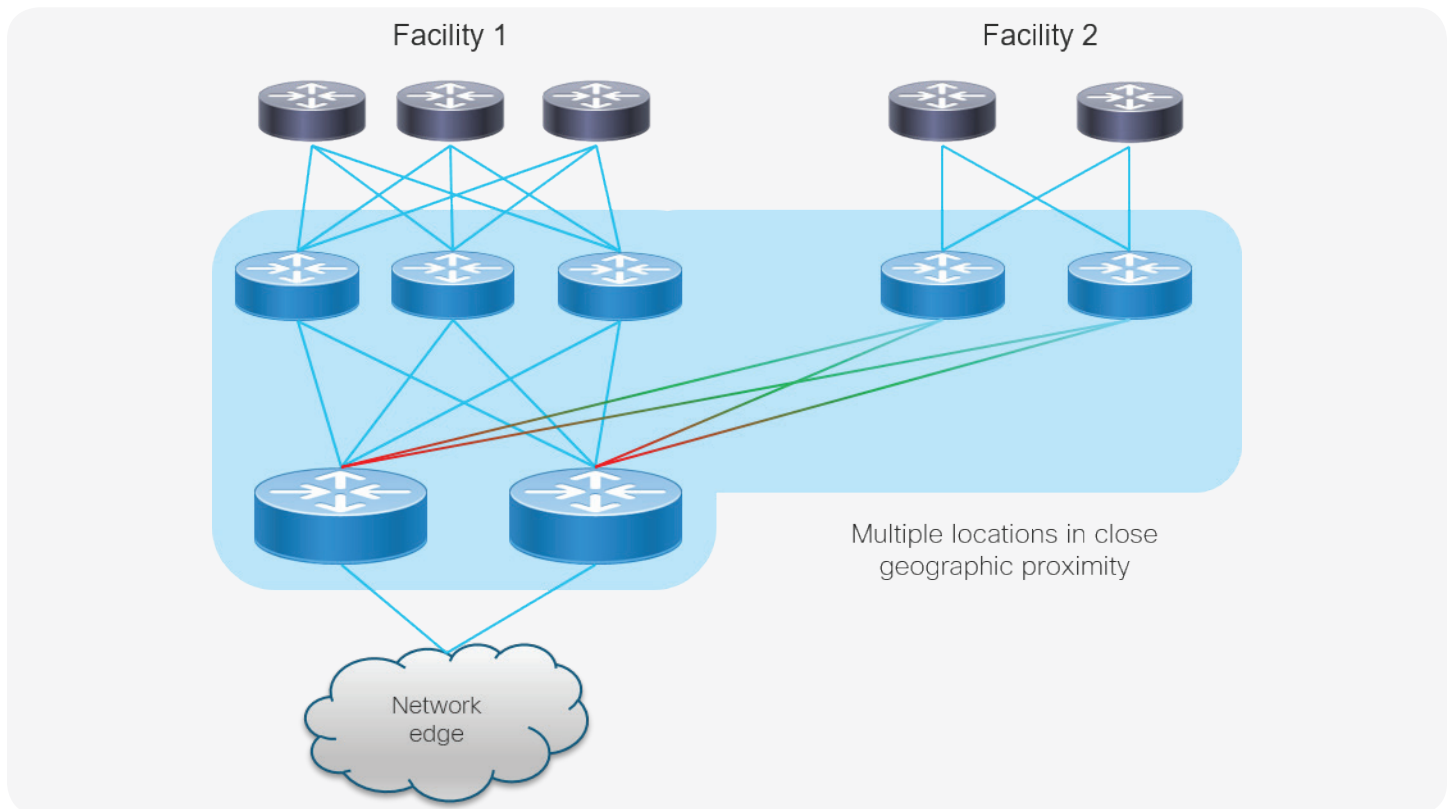 Facility 1
Facility 2
Multiple locations in close
geographic proximity
Network
edge